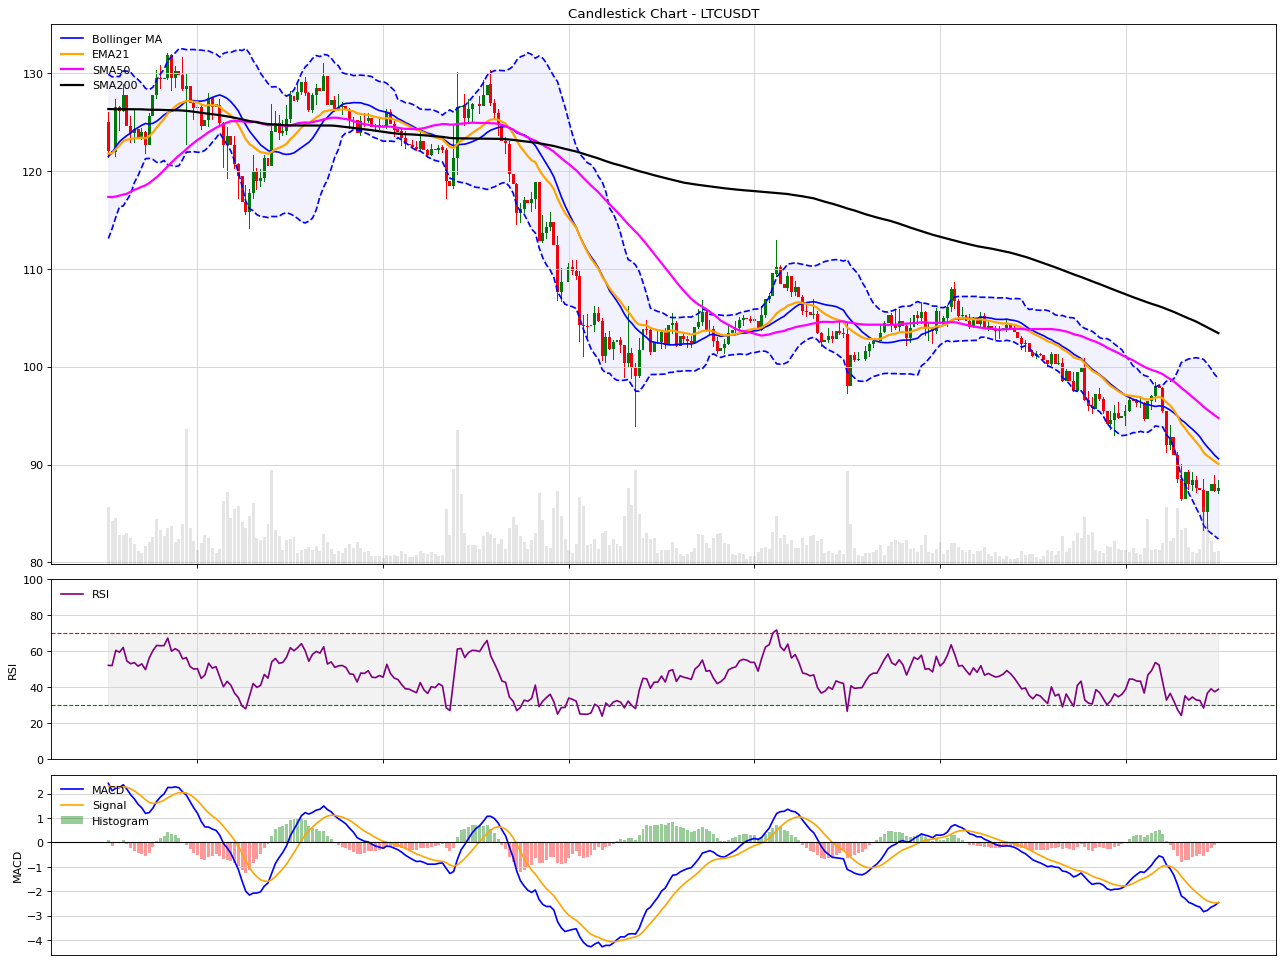 Candlestick Chart - LTCUSDT
Bollinger MA
EMA21
SMA50
SMA200
130
120
110
100
90
80
RSI
100
80
60
40
20
0
RSI
MACD
Signal
Histogram
2
1
0
−1
−2
−3
−4
MACD